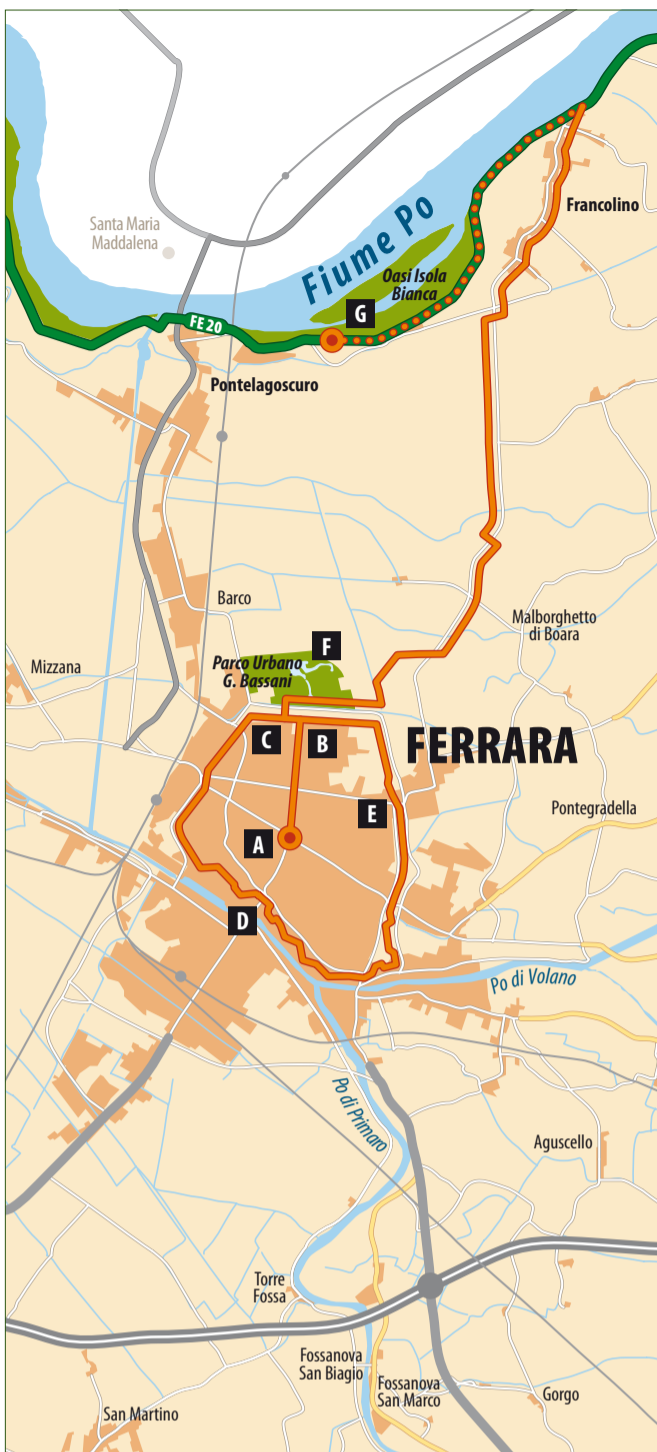 Santa Maria
Maddalena
Fiume Po
Francolino
Oasi Isola
Bianca
G
FE 20
Pontelagoscuro
Barco
Malborghetto
di Boara
F
Mizzana
Parco Urbano
G. Bassani
C
B
FERRARA
E
Pontegradella
A
D
Po di Volano
Po di Primaro
Aguscello
Torre
Fossa
Fossanova
San Biagio
Fossanova
San Marco
Gorgo
San Martino